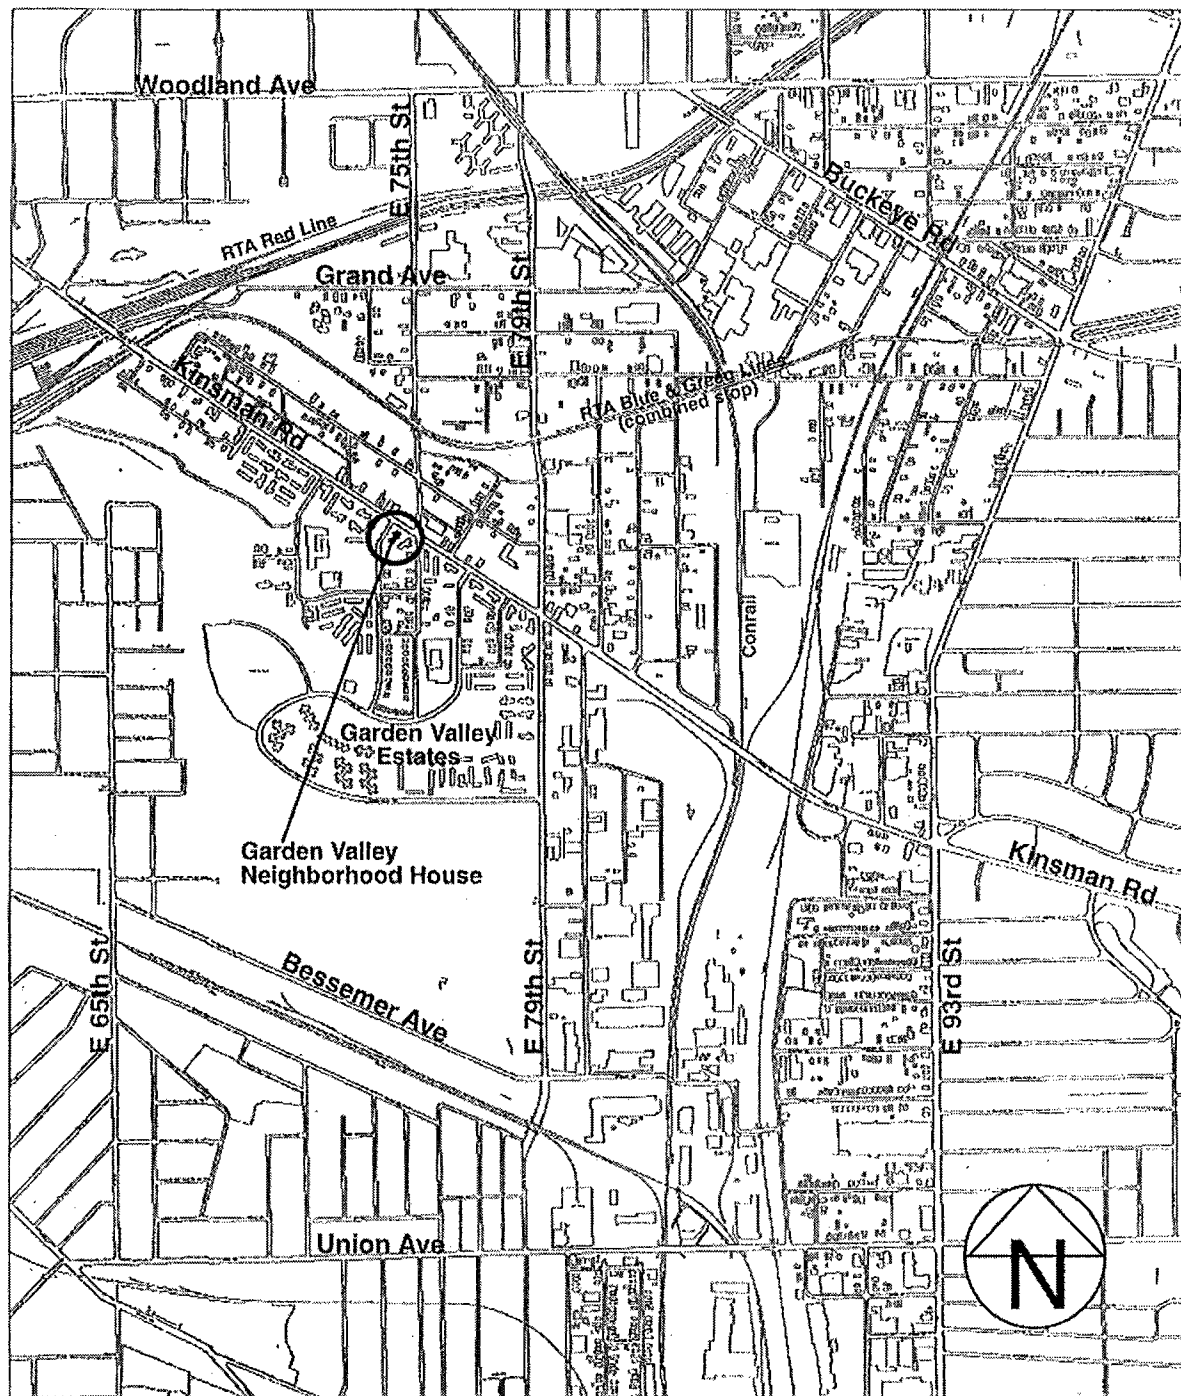 Woodland Ave
E 75th St
Buckeye Rd
RTA Red Line
Grand Ave
E 79th St
Kinsman Rd
RTA Blue & Green Lines
(combined stop)
Conrail
Garden Valley
Estates
Garden Valley
Neighborhood House
Kinsman Rd
E 65th St
Bessemer Ave
E 79th St
E 93rd St
Union Ave
N